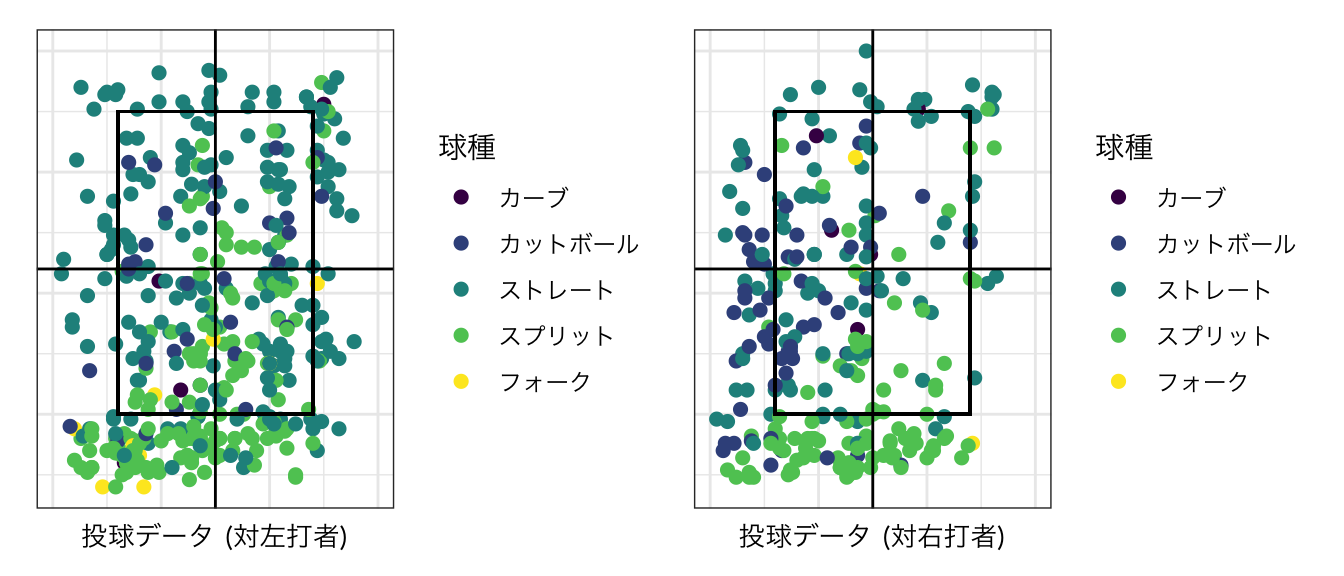 球種
カーブ
カットボール
ストレート
スプリット
フォーク
投球データ (対左打者)
球種
カーブ
カットボール
ストレート
スプリット
フォーク
投球データ (対右打者)